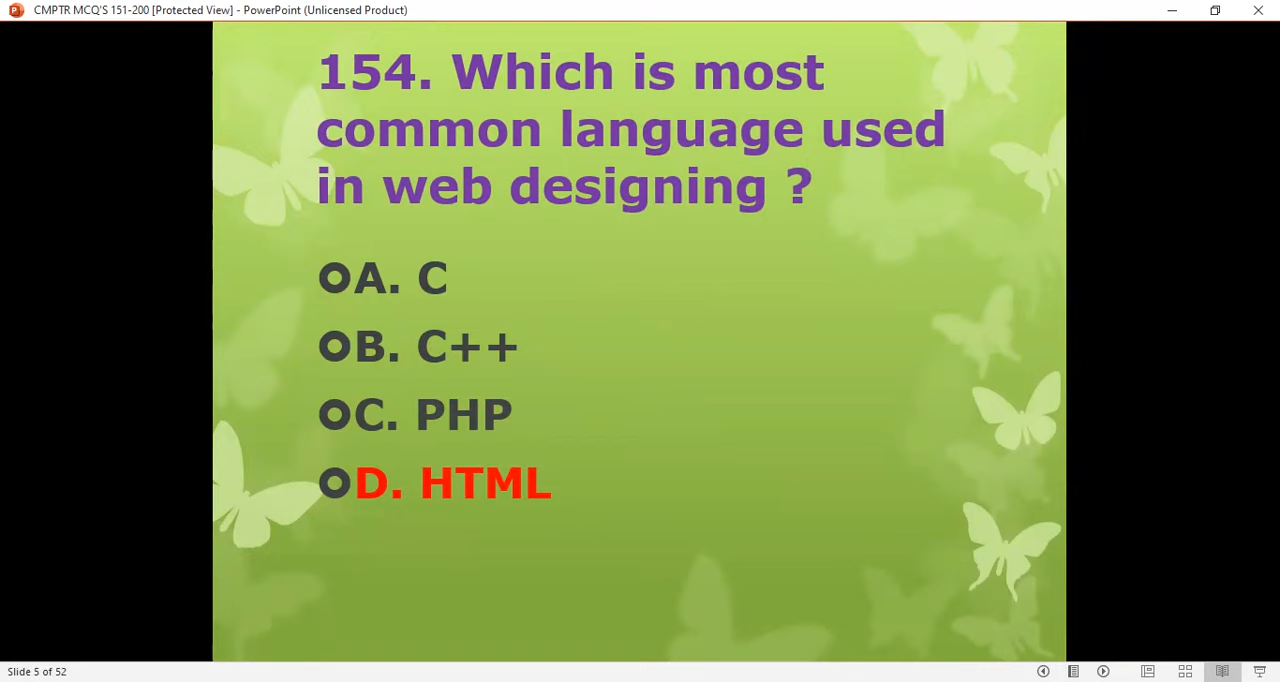 CMPTR MCQ'S 151-200 [Protected View] - PowerPoint (Unlicensed Product)
154. Which is most
common language used
in web designing ?
A. C
B. C++
C. PHP
D. HTML
Slide 5 of 52